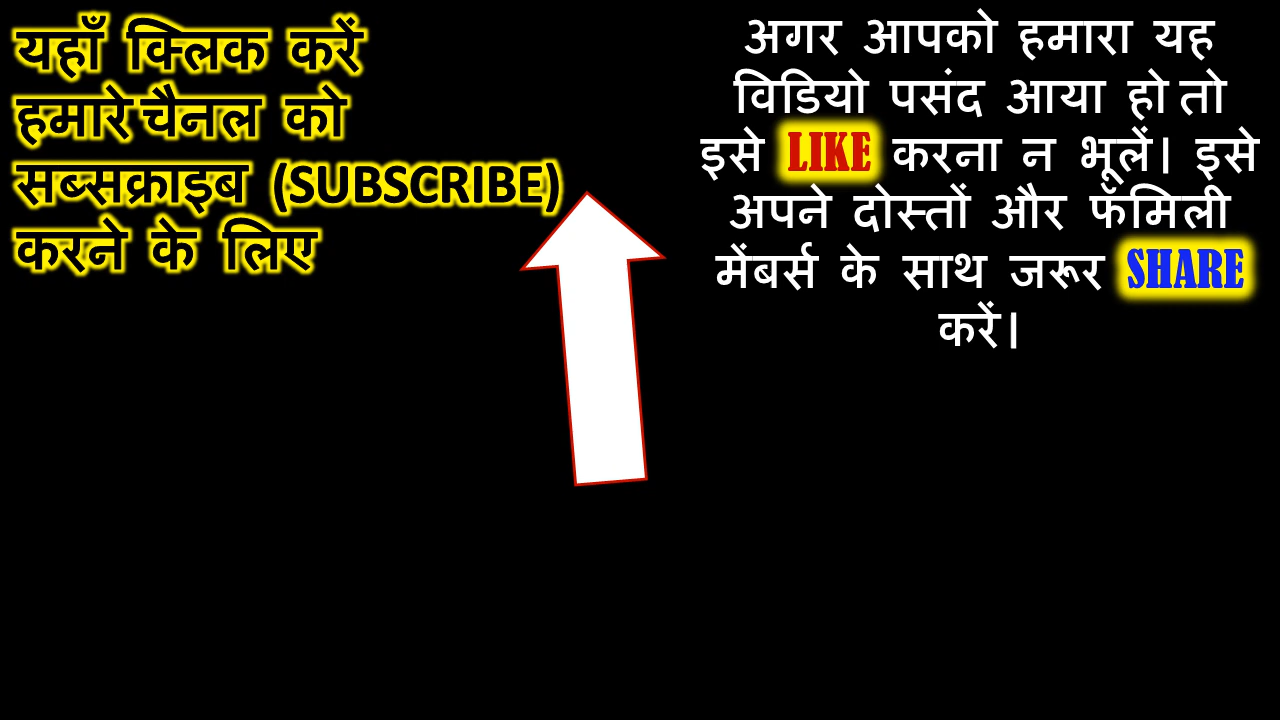 यहाँ क्लिक करें
हमारे चैनल को
सब्सक्राइब (SUBSCRIBE)
करने के लिए
अगर आपको हमारा यह
विडियो पसंद आया हो तो
इसे LIKE करना न भूलें। इसे
अपने दोस्तों और फॅमिली
मेंबर्स के साथ जरूर SHARE
करें।